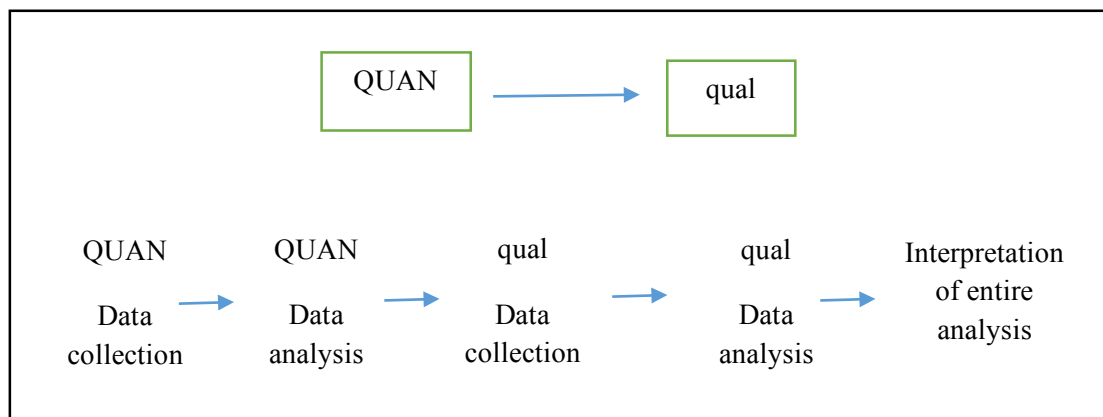 QUAN
qual
QUAN
Data
collection
QUAN
Data
analysis
qual
Data
collection
qual
Data
analysis
Interpretation
of entire
analysis